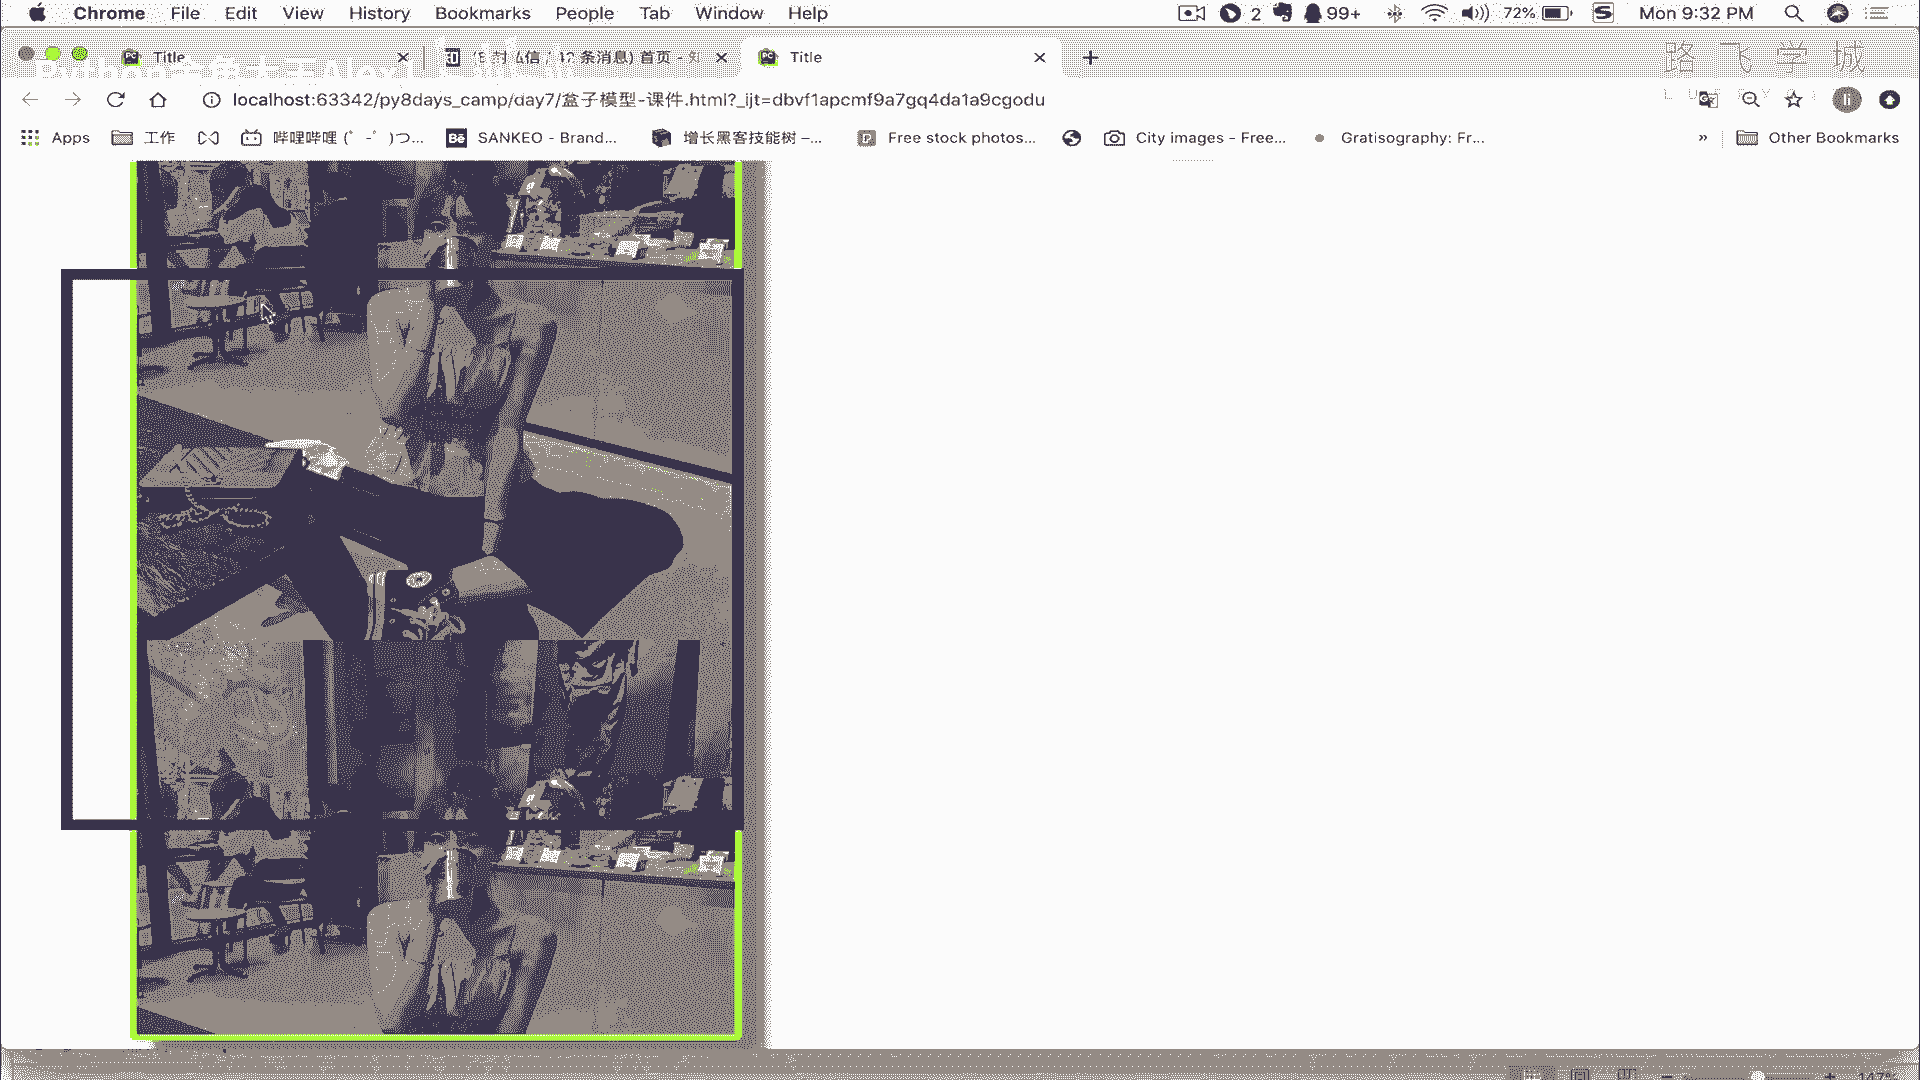 Chrome File Edit View History Bookmarks People Tab Window Help 2 99+ 72% Mon 9:32 PM
Title 条消息) 首页 - 知 Title 路飞学城
localhost:63342/py8days_camp/day7/盒子模型-课件.html?_ijt=dbvf1apcmf9a7gq4da1a9cgodu
Apps 工作 哔哩哔哩 (゜-゜)つ... Bē SANKEO - Brand... 增长黑客技能树 –... Free stock photos... City images - Free... Gratisography: Fr... » Other Bookmarks
147%